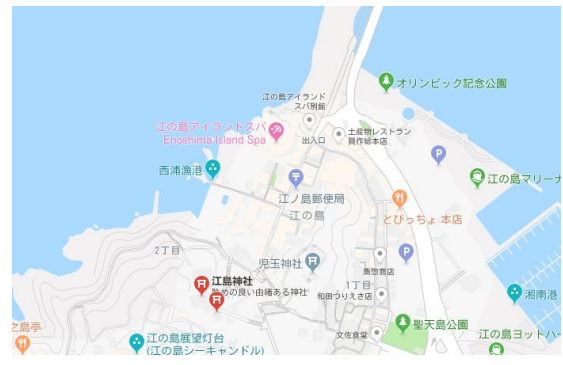 オリンピック記念公園
江の島アイランド
スパ別館
江の島アイランドスパ
Enoshima Island Spa
出入口
土産物レストラン
貝作総本店
P
西浦漁港
江ノ島郵便局
江の島
江の島マリーナ
とびっちょ 本店
2丁目
児玉神社
魚惣商店
P
江島神社
眺めの良い由緒ある神社
1丁目
和田つりえさ店
湘南港
之島亭
聖天島公園
文佐食堂
江の島ヨットハー
江の島展望灯台
(江の島シーキャンドル)